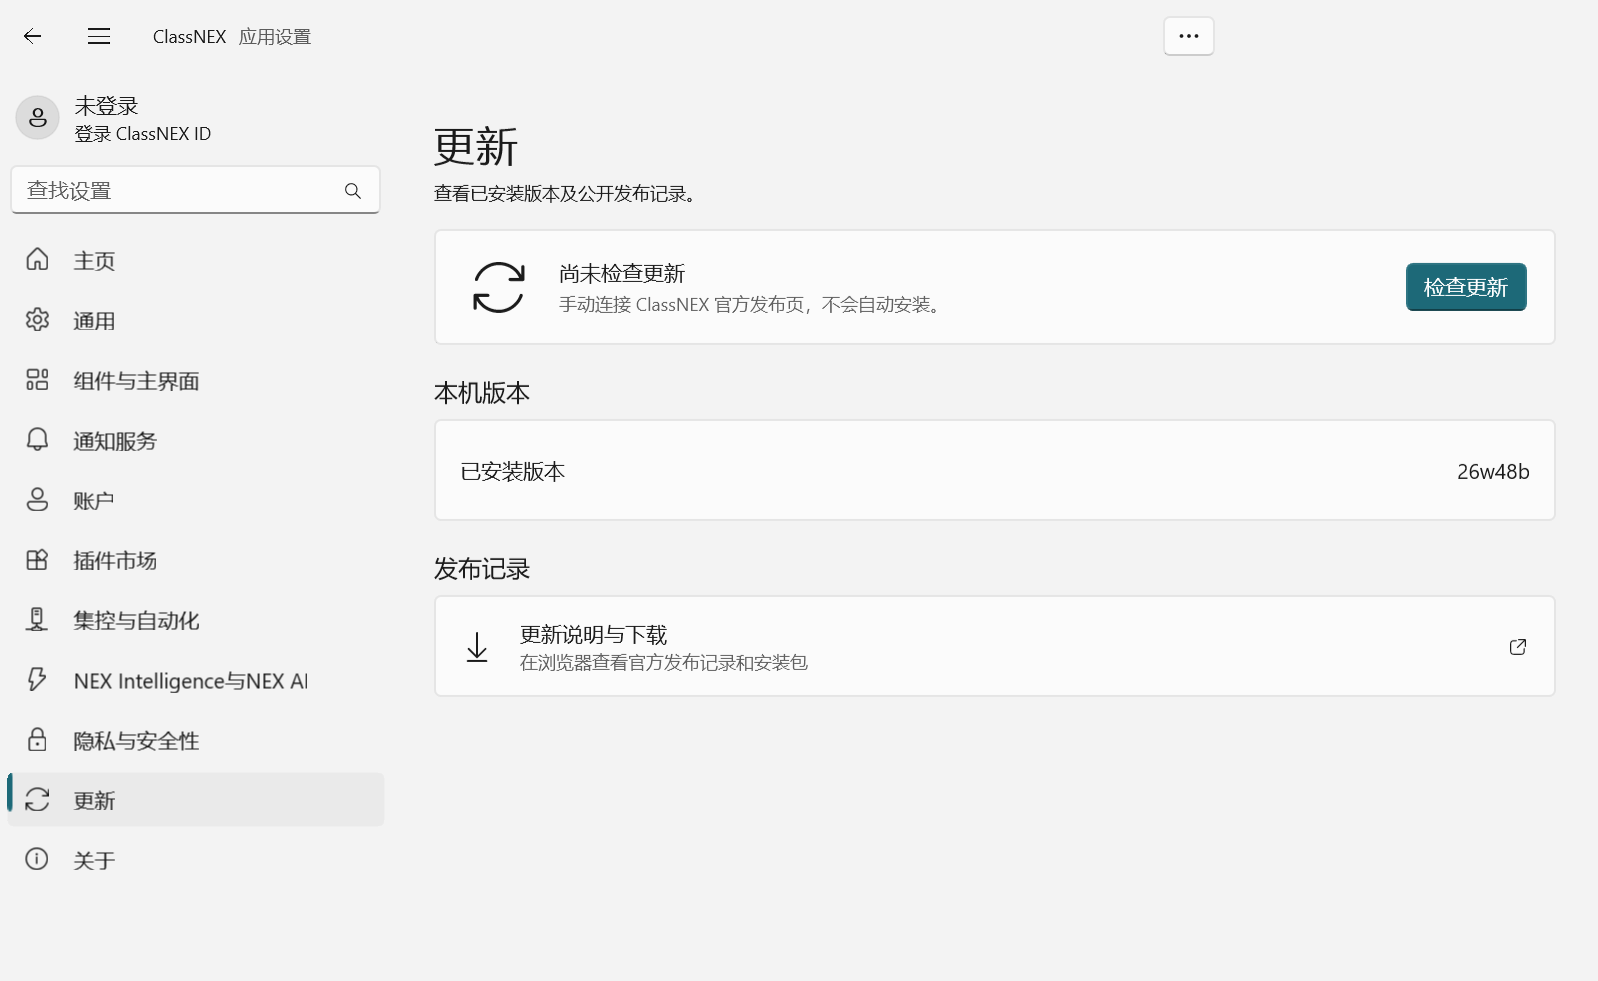 ClassNEX 应用设置
未登录
登录 ClassNEX ID
查找设置
主页
通用
组件与主界面
通知服务
账户
插件市场
集控与自动化
NEX Intelligence与NEX AI
隐私与安全性
更新
关于
更新
查看已安装版本及公开发布记录。
尚未检查更新
手动连接 ClassNEX 官方发布页，不会自动安装。
检查更新
本机版本
已安装版本 26w48b
发布记录
更新说明与下载
在浏览器查看官方发布记录和安装包